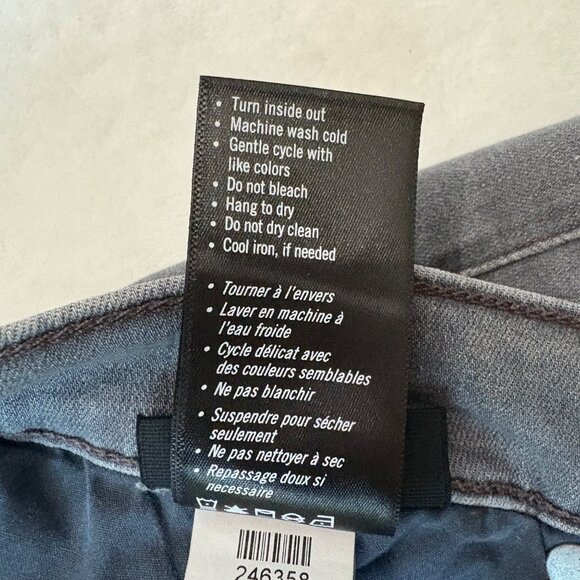 • Turn inside out
• Machine wash cold
• Gentle cycle with
like colors
• Do not bleach
• Hang to dry
• Do not dry clean
• Cool iron, if needed
• Tourner à l'envers
• Laver en machine à
l'eau froide
• Cycle délicat avec
des couleurs semblables
• Ne pas blanchir
• Suspendre pour sécher
seulement
• Ne pas nettoyer à sec
• Repassage doux si
necessaire
246358